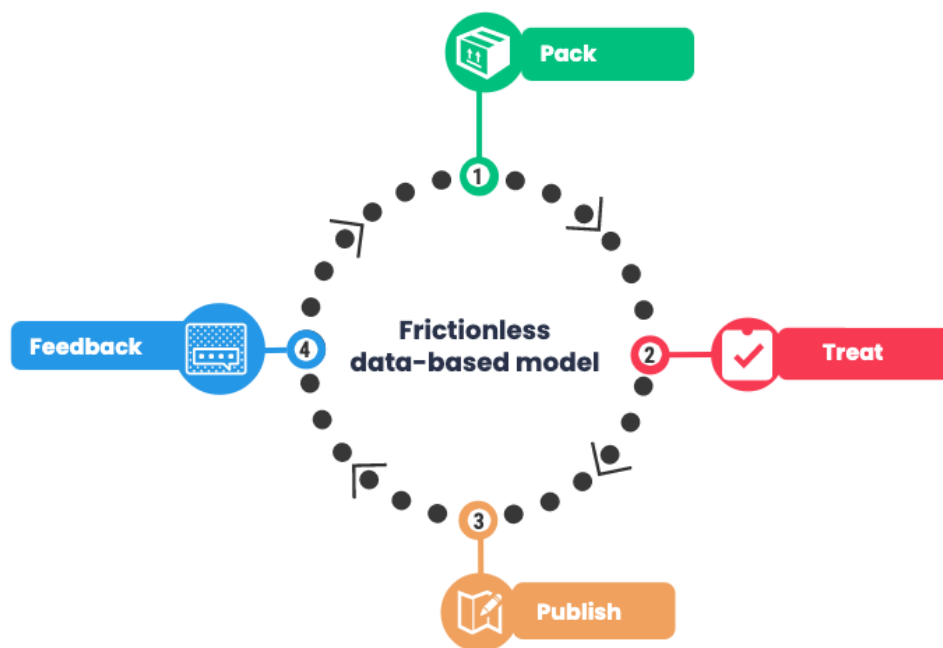 Pack
1
Feedback
4
Frictionless
data-based model
2
Treat
3
Publish